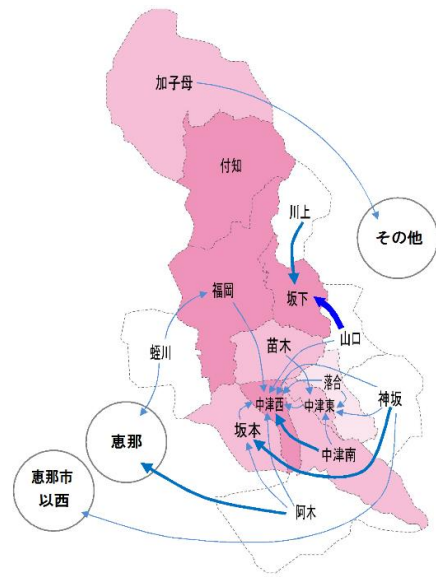 加子母
付知
川上
その他
福岡
坂下
苗木
山口
蛭川
落合
中津西
中津東
神坂
坂本
恵那
中津南
恵那市
以西
阿木